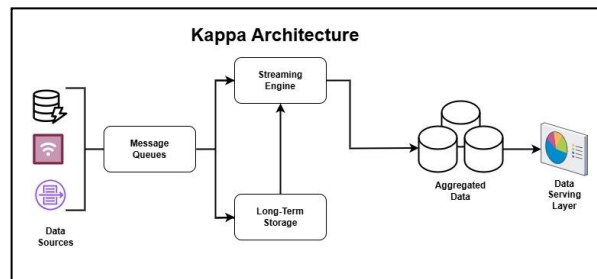 Kappa Architecture
Streaming
Engine
Message
Queues
Long-Term
Storage
Data
Sources
Aggregated
Data
Data
Serving
Layer